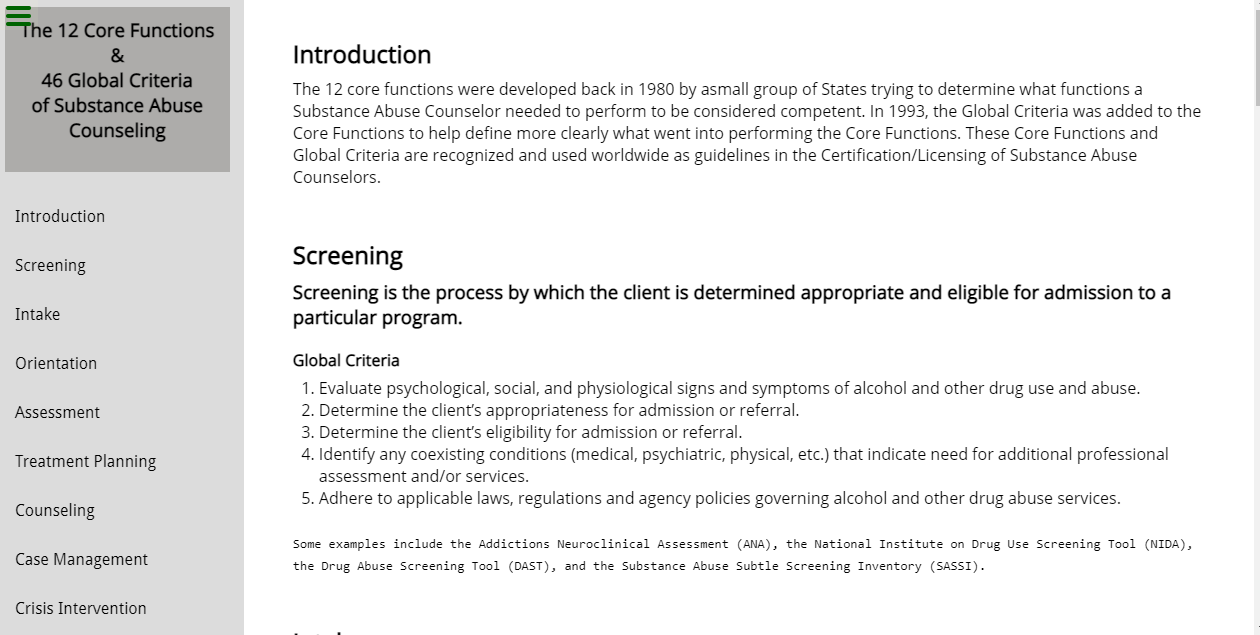 The 12 Core Functions
&
46 Global Criteria
of Substance Abuse
Counseling
Introduction
Screening
Intake
Orientation
Assessment
Treatment Planning
Counseling
Case Management
Crisis Intervention
Introduction
The 12 core functions were developed back in 1980 by asmall group of States trying to determine what functions a
Substance Abuse Counselor needed to perform to be considered competent. In 1993, the Global Criteria was added to the
Core Functions to help define more clearly what went into performing the Core Functions. These Core Functions and
Global Criteria are recognized and used worldwide as guidelines in the Certification/Licensing of Substance Abuse
Counselors.
Screening
Screening is the process by which the client is determined appropriate and eligible for admission to a
particular program.
Global Criteria
1. Evaluate psychological, social, and physiological signs and symptoms of alcohol and other drug use and abuse.
2. Determine the client’s appropriateness for admission or referral.
3. Determine the client’s eligibility for admission or referral.
4. Identify any coexisting conditions (medical, psychiatric, physical, etc.) that indicate need for additional professional
assessment and/or services.
5. Adhere to applicable laws, regulations and agency policies governing alcohol and other drug abuse services.
Some examples include the Addictions Neuroclinical Assessment (ANA), the National Institute on Drug Use Screening Tool (NIDA),
the Drug Abuse Screening Tool (DAST), and the Substance Abuse Subtle Screening Inventory (SASSI).